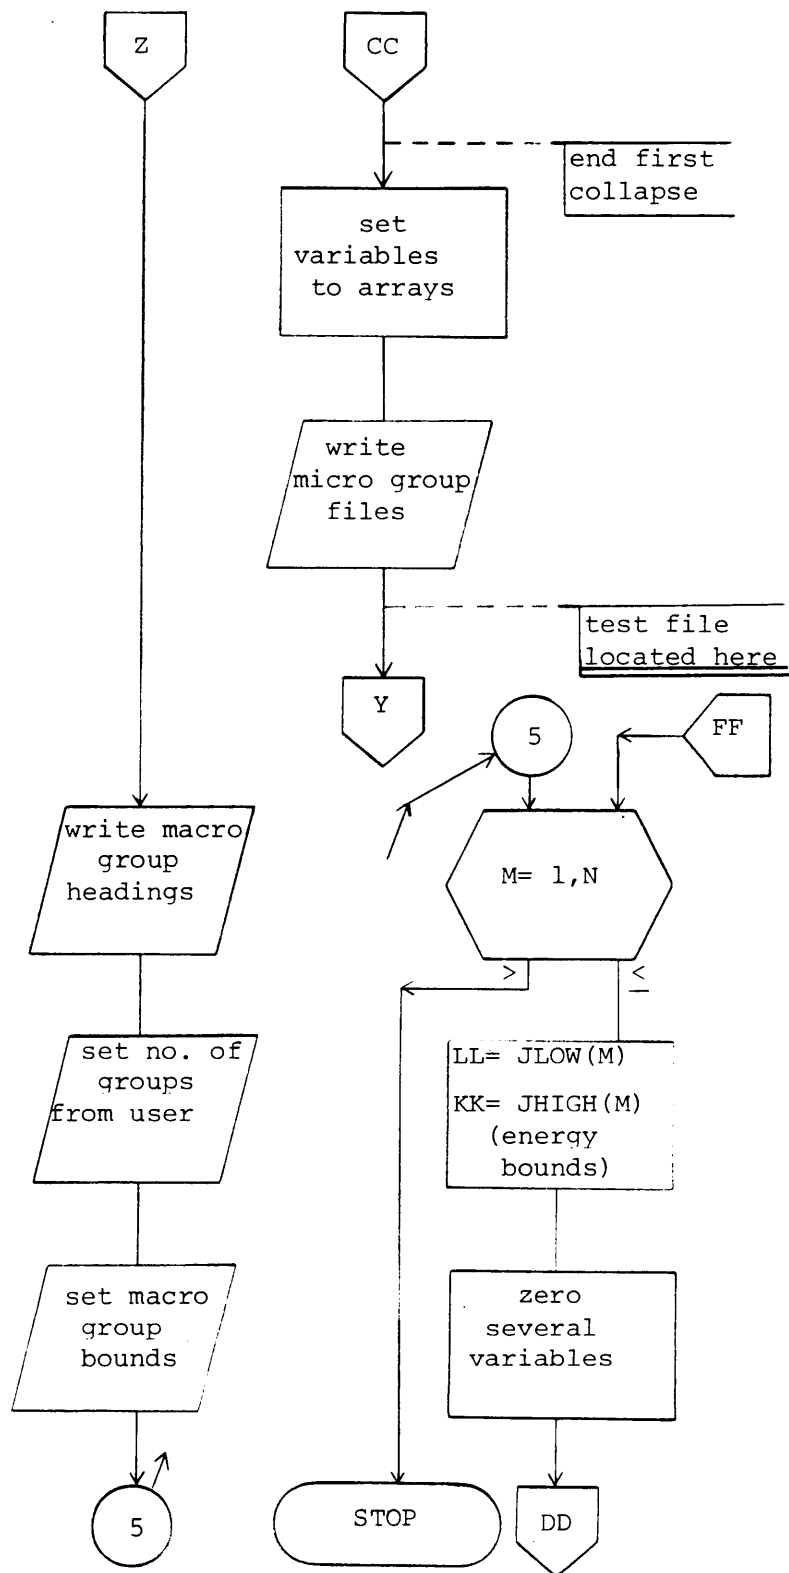 Z
CC
end first
collapse
set
variables
to arrays
write
micro group
files
test file
located here
Y
5
FF
write macro
group
headings
M= 1,N
>
≤
set no. of
groups
from user
LL= JLOW(M)
KK= JHIGH(M)
(energy
bounds)
set macro
group
bounds
zero
several
variables
5
STOP
DD